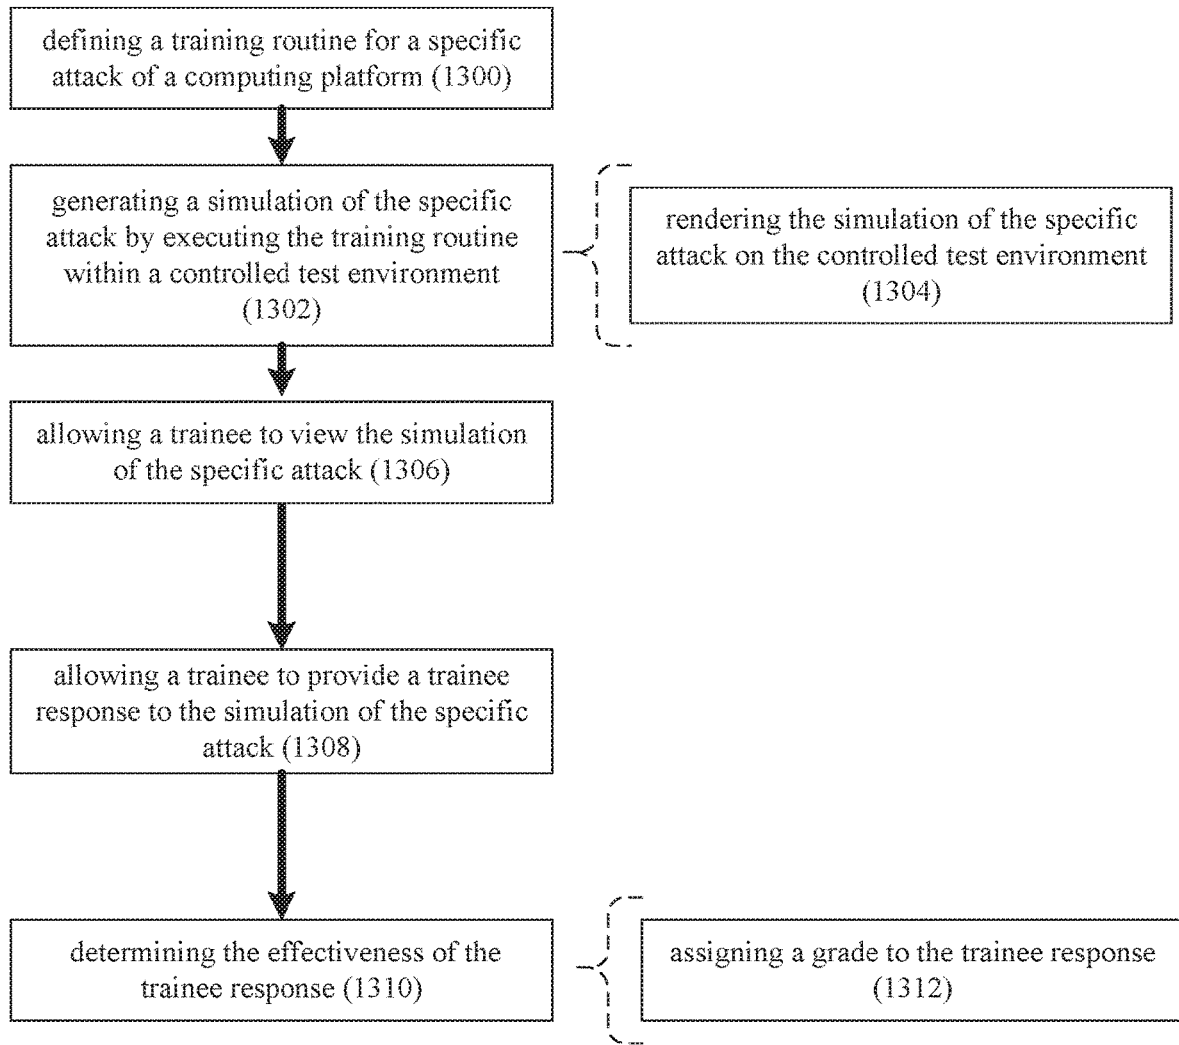 defining a training routine for a specific
attack of a computing platform (1300)
generating a simulation of the specific
attack by executing the training routine
within a controlled test environment
(1302)
rendering the simulation of the specific
attack on the controlled test environment
(1304)
allowing a trainee to view the simulation
of the specific attack (1306)
allowing a trainee to provide a trainee
response to the simulation of the specific
attack (1308)
determining the effectiveness of the
trainee response (1310)
assigning a grade to the trainee response
(1312)